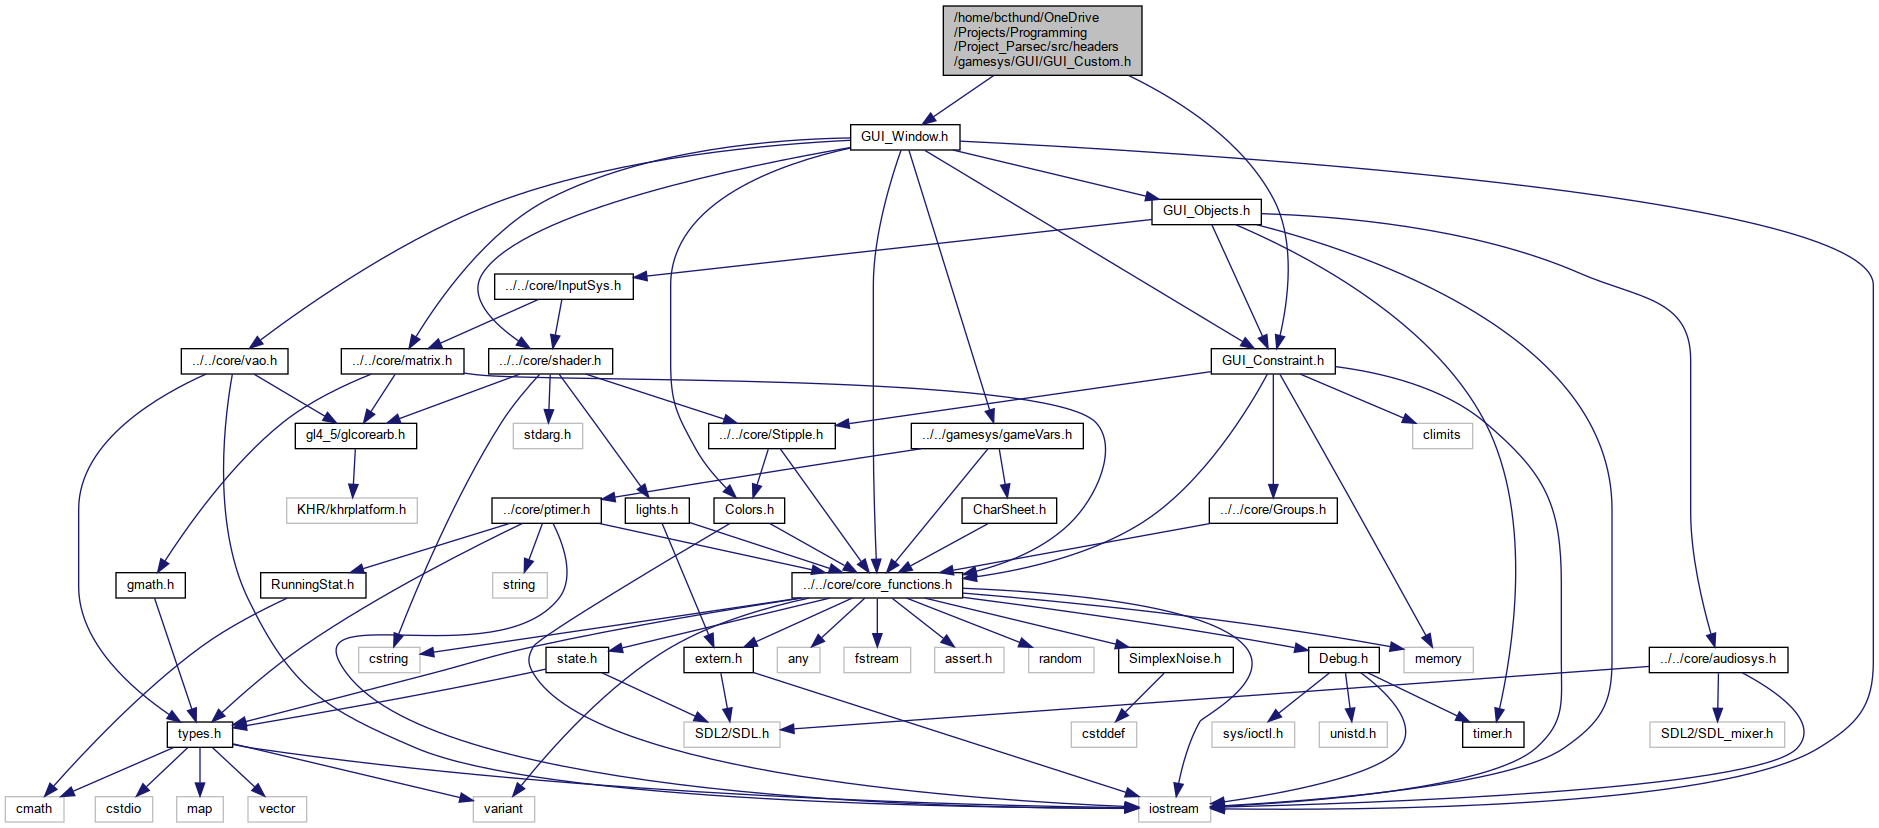 /home/bcthund/OneDrive
/Projects/Programming
/Project_Parsec/src/headers
/gamesys/GUI/GUI_Custom.h
GUI_Window.h
GUI_Objects.h
../../core/InputSys.h
../../core/vao.h
../../core/matrix.h
../../core/shader.h
GUI_Constraint.h
gl4_5/glcorearb.h
stdarg.h
../../core/Stipple.h
../../gamesys/gameVars.h
climits
KHR/khrplatform.h
../core/ptimer.h
lights.h
Colors.h
CharSheet.h
../../core/Groups.h
gmath.h
RunningStat.h
string
../../core/core_functions.h
cstring
state.h
extern.h
any
fstream
assert.h
random
SimplexNoise.h
Debug.h
memory
../../core/audiosys.h
types.h
SDL2/SDL.h
cstddef
sys/ioctl.h
unistd.h
timer.h
SDL2/SDL_mixer.h
cmath
cstdio
map
vector
variant
iostream